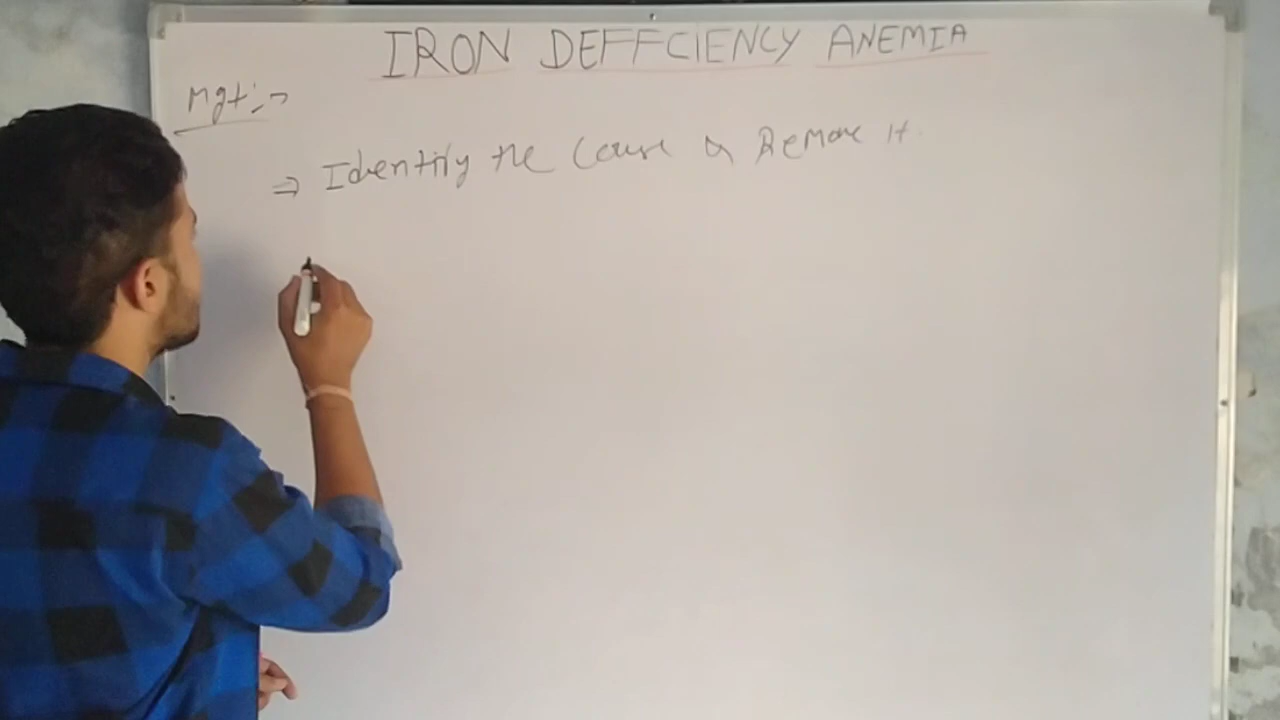 IRON DEFFCIENCY ANEMIA
Mgt:->
⇒ Identify the Cause & Remove it.